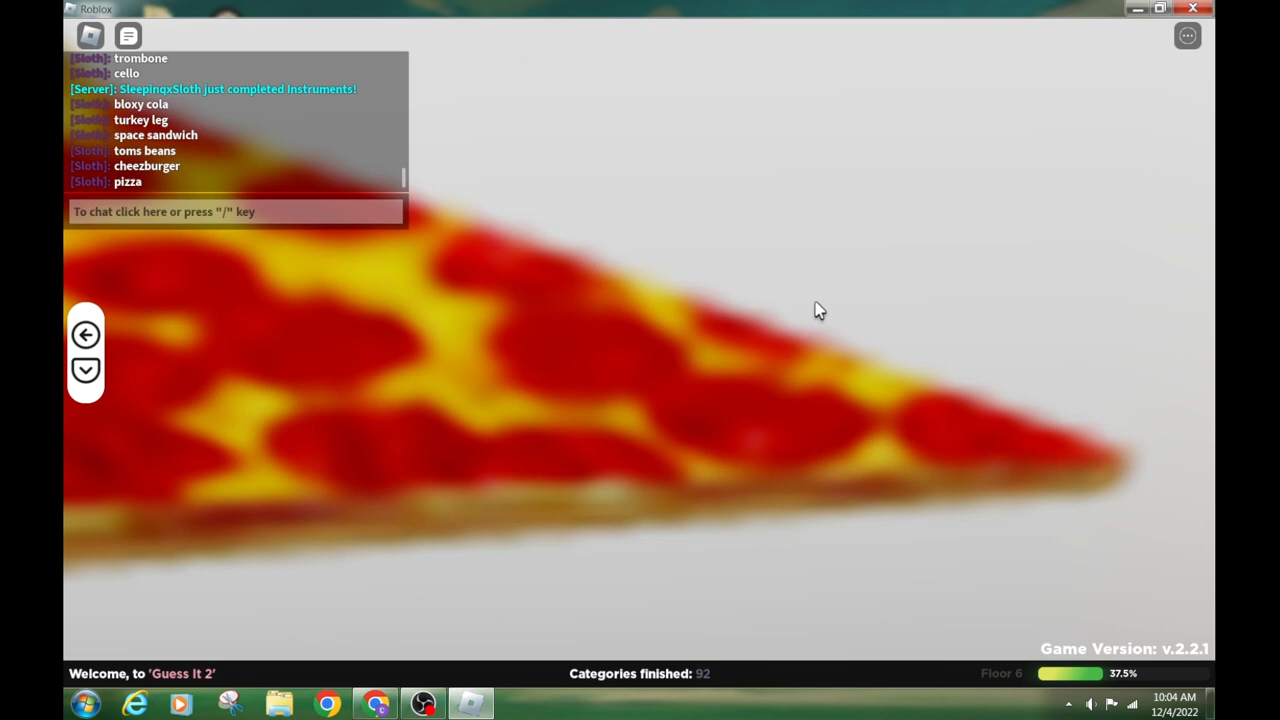 Roblox
[Sloth]: trombone
[Sloth]: cello
[Server]: SleepinqxSloth just completed Instruments!
[Sloth]: bloxy cola
[Sloth]: turkey leg
[Sloth]: space sandwich
[Sloth]: toms beans
[Sloth]: cheezburger
[Sloth]: pizza
To chat click here or press "/" key
Game Version: v.2.2.1
Welcome, to 'Guess It 2'
Categories finished: 92
Floor 6
37.5%
10:04 AM
12/4/2022